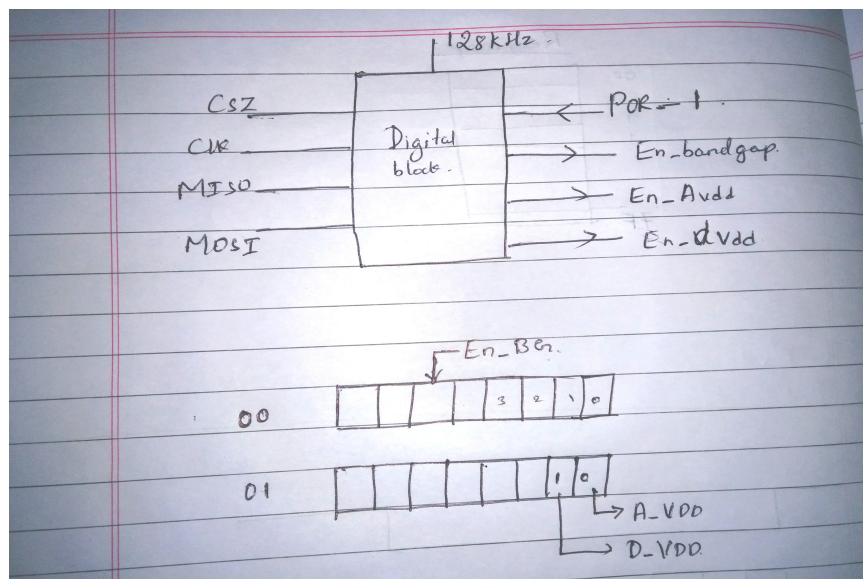 128kHz
CSZ
POR = 1
Digital
block.
CLK
En_bandgap.
MISO
En_Avdd
MOSI
En_dvdd
En_BG.
00
3 2 1 0
01
1 0
A_VDD
D_VDD